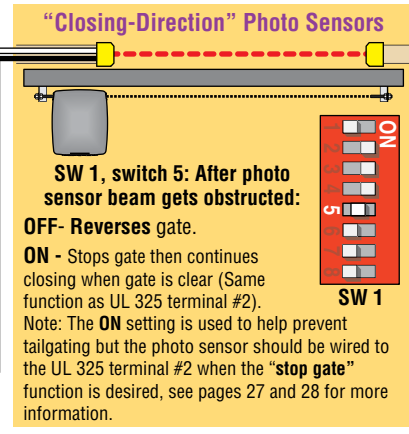 "Closing-Direction" Photo Sensors
SW 1, switch 5: After photo
sensor beam gets obstructed:
OFF- Reverses gate.
ON - Stops gate then continues
closing when gate is clear (Same
function as UL 325 terminal #2).
Note: The ON setting is used to help prevent
tailgating but the photo sensor should be wired to
the UL 325 terminal #2 when the "stop gate"
function is desired, see pages 27 and 28 for more
information.
ON
1
2
3
4
5
6
7
8
SW 1